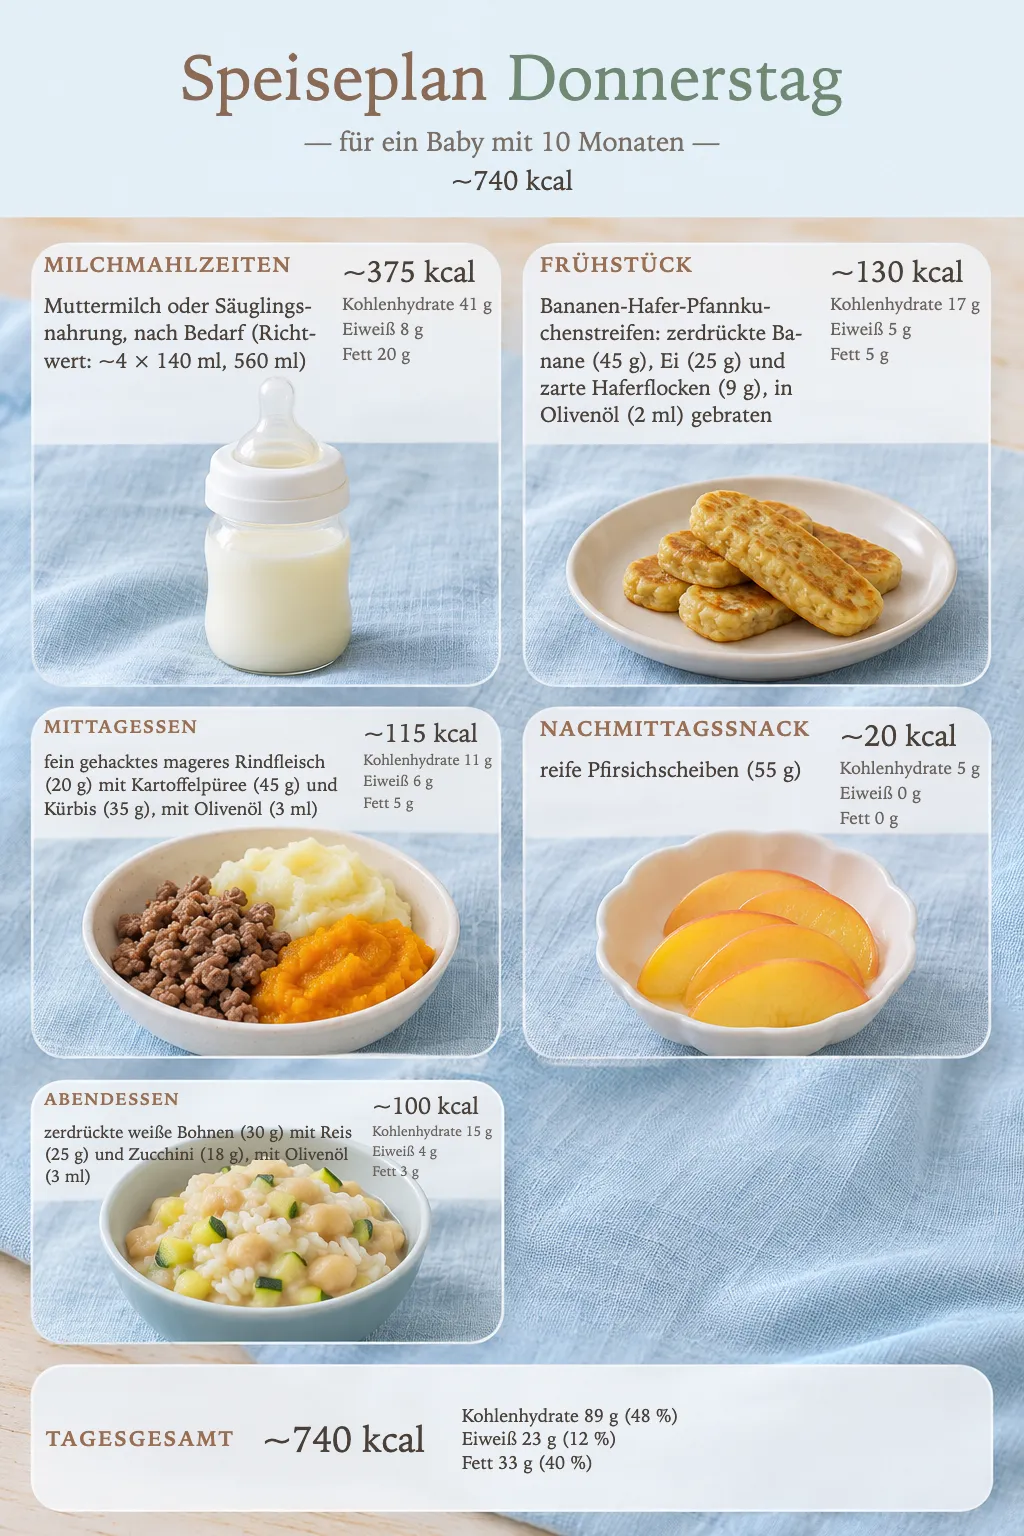 Speiseplan Donnerstag
— für ein Baby mit 10 Monaten —
~740 kcal
MILCHMAHLZEITEN
~375 kcal
Muttermilch oder Säuglings-
nahrung, nach Bedarf (Richt-
wert: ~4 × 140 ml, 560 ml)
Kohlenhydrate 41 g
Eiweiß 8 g
Fett 20 g
FRÜHSTÜCK
~130 kcal
Bananen-Hafer-Pfannku-
chenstreifen: zerdrückte Ba-
nane (45 g), Ei (25 g) und
zarte Haferflocken (9 g), in
Olivenöl (2 ml) gebraten
Kohlenhydrate 17 g
Eiweiß 5 g
Fett 5 g
MITTAGESSEN
~115 kcal
fein gehacktes mageres Rindfleisch
(20 g) mit Kartoffelpüree (45 g) und
Kürbis (35 g), mit Olivenöl (3 ml)
Kohlenhydrate 11 g
Eiweiß 6 g
Fett 5 g
NACHMITTAGSSNACK
~20 kcal
reife Pfirsichscheiben (55 g)
Kohlenhydrate 5 g
Eiweiß 0 g
Fett 0 g
ABENDESSEN
~100 kcal
zerdrückte weiße Bohnen (30 g) mit Reis
(25 g) und Zucchini (18 g), mit Olivenöl
(3 ml)
Kohlenhydrate 15 g
Eiweiß 4 g
Fett 3 g
TAGESGESAMT
~740 kcal
Kohlenhydrate 89 g (48 %)
Eiweiß 23 g (12 %)
Fett 33 g (40 %)